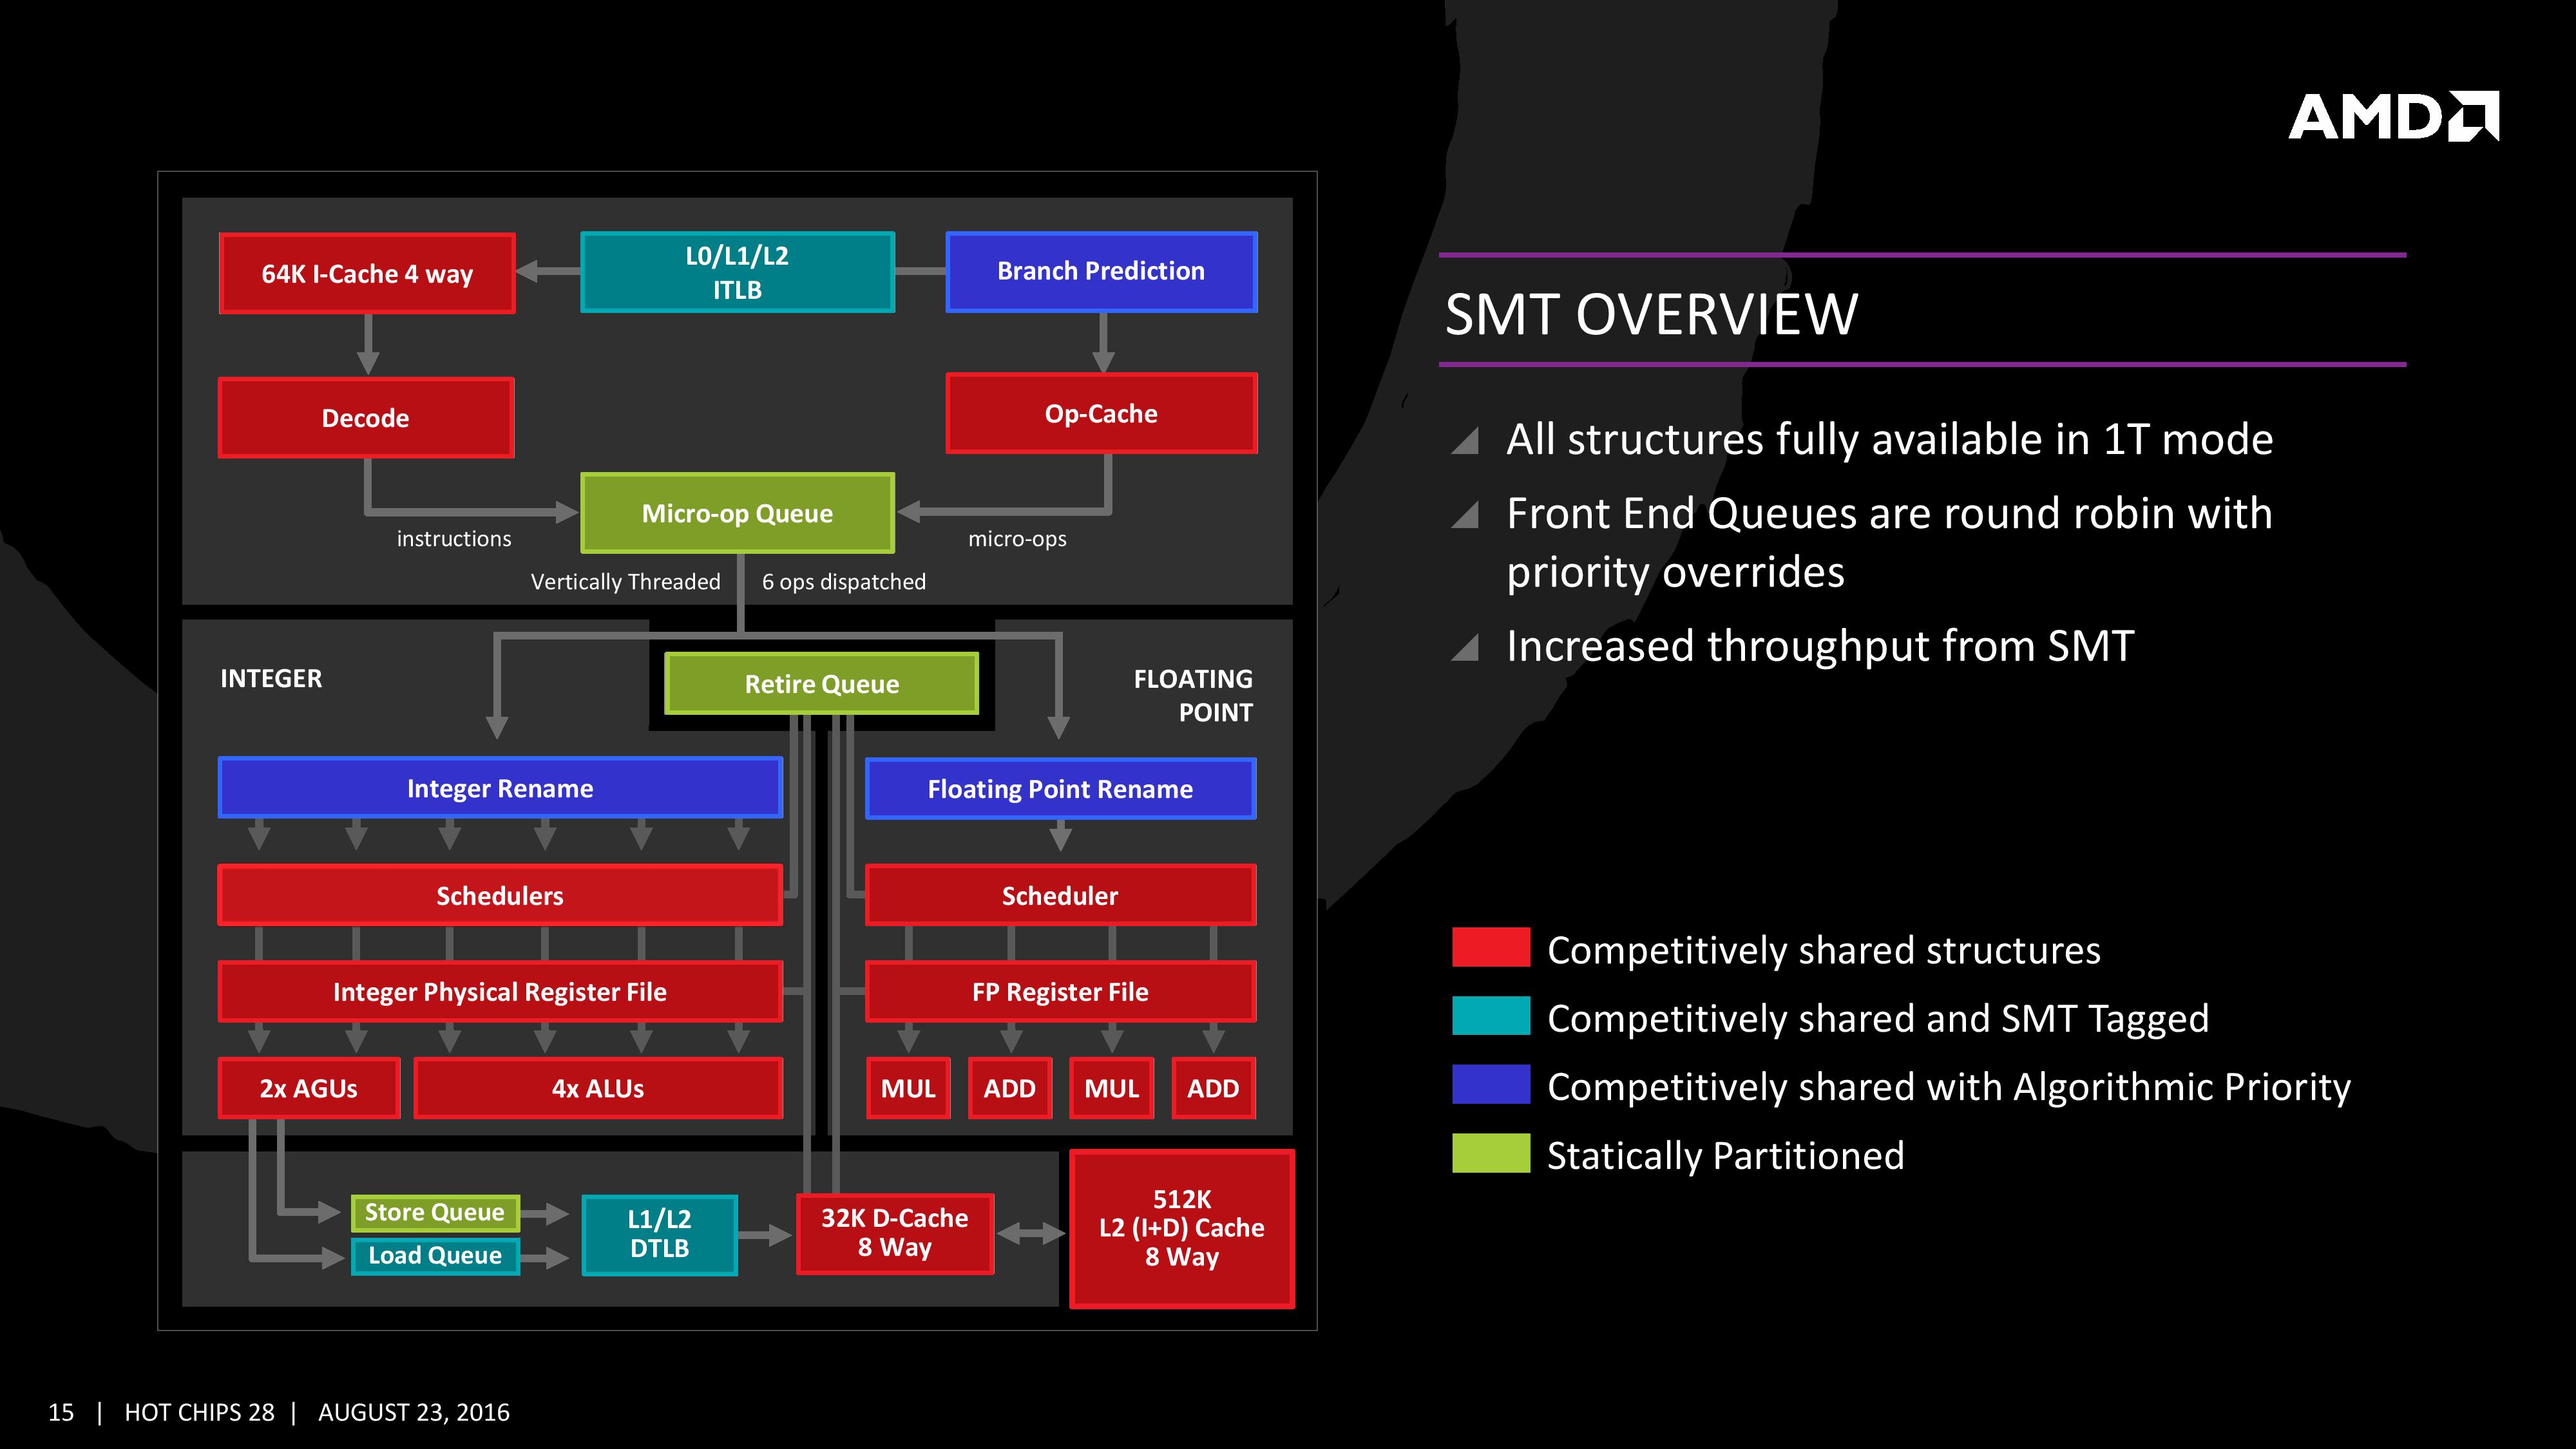 AMD
64K I-Cache 4 way
L0/L1/L2
ITLB
Branch Prediction
Decode
Op-Cache
Micro-op Queue
instructions
micro-ops
Vertically Threaded
6 ops dispatched
INTEGER
Retire Queue
FLOATING
POINT
Integer Rename
Floating Point Rename
Schedulers
Scheduler
Integer Physical Register File
FP Register File
2x AGUs
4x ALUs
MUL
ADD
MUL
ADD
Store Queue
Load Queue
L1/L2
DTLB
32K D-Cache
8 Way
512K
L2 (I+D) Cache
8 Way
SMT OVERVIEW
All structures fully available in 1T mode
Front End Queues are round robin with
priority overrides
Increased throughput from SMT
Competitively shared structures
Competitively shared and SMT Tagged
Competitively shared with Algorithmic Priority
Statically Partitioned
15 | HOT CHIPS 28 | AUGUST 23, 2016